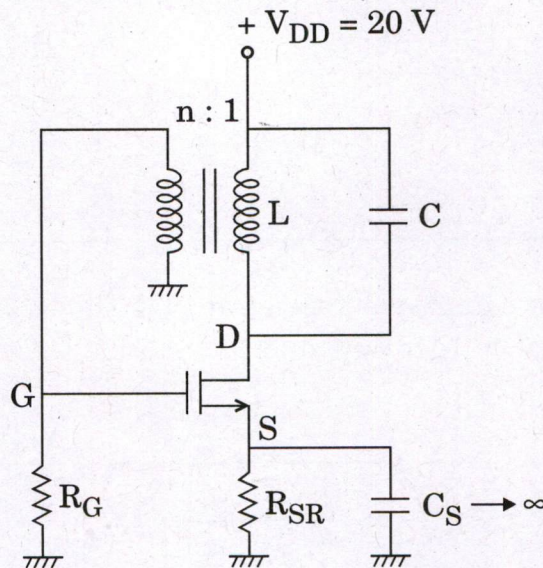 + V_DD = 20 V
n : 1
L
C
D
G
S
R_G
R_SR
C_S → ∞